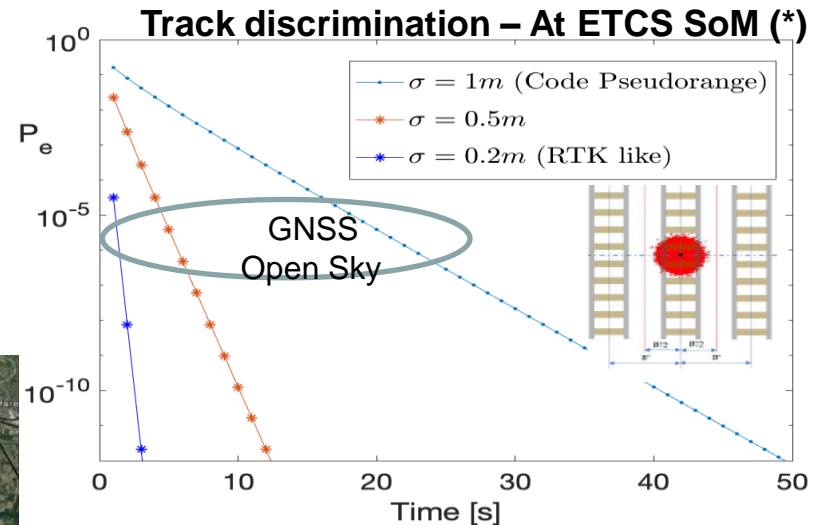 Track discrimination – At ETCS SoM (*)
10^0
σ = 1m (Code Pseudorange)
σ = 0.5m
σ = 0.2m (RTK like)
P_e
10^-5
GNSS
Open Sky
10^-10
0 10 20 30 40 50
Time [s]